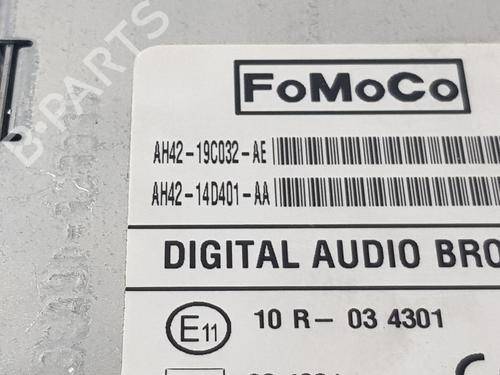 B-PARTS
FoMoCo
AH42-19C032-AE
AH42-14D401-AA
DIGITAL AUDIO BRO
E11
10 R- 03 4301